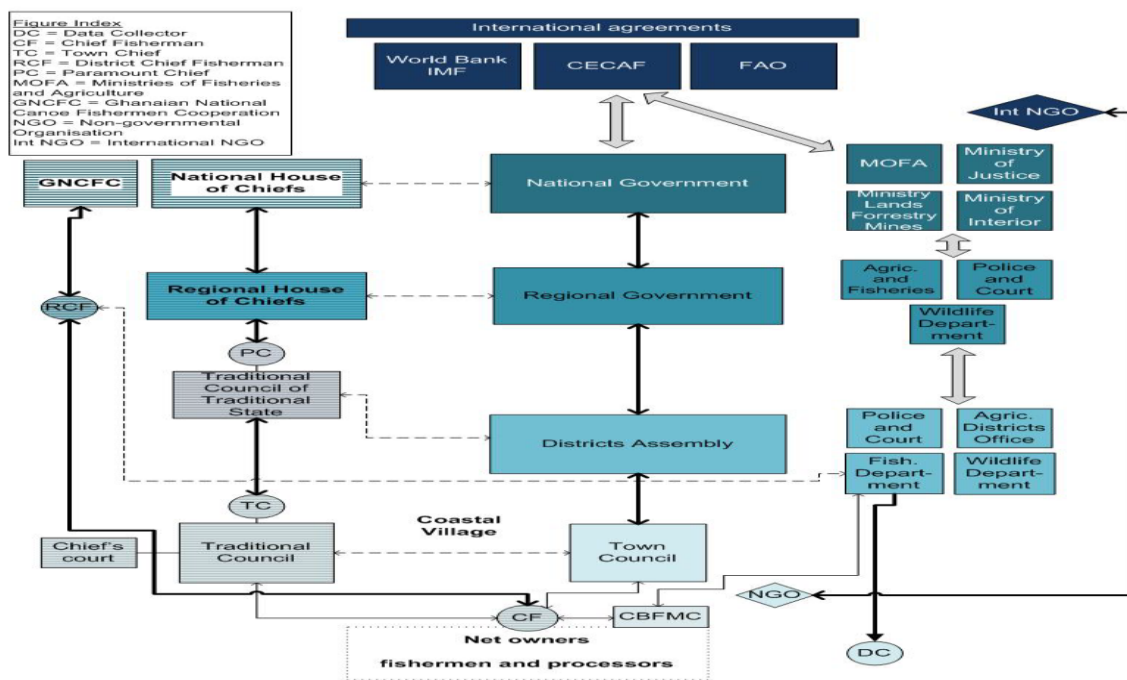 Figure Index
DC = Data Collector
CF = Chief Fisherman
TC = Town Chief
RCF = District Chief Fisherman
PC = Paramount Chief
MOFA = Ministries of Fisheries
and Agriculture
GNCFC = Ghanaian National
Canoe Fishermen Cooperation
NGO = Non-governmental
Organisation
Int NGO = International NGO
International agreements
World Bank
IMF
CECAF
FAO
Int NGO
GNCFC
National House
of Chiefs
National Government
MOFA
Ministry
of
Justice
Ministry
Lands
Forrestry
Mines
Ministry
of
Interior
RCF
Regional House
of Chiefs
Regional Government
Agric.
and
Fisheries
Police
and
Court
Wildlife
Depart-
ment
PC
Traditional
Council of
Traditional
State
Districts Assembly
Police
and
Court
Agric.
Districts
Office
Fish.
Depart-
ment
Wildlife
Depart-
ment
TC
Chief's
court
Traditional
Council
Coastal
Village
Town
Council
NGO
CF
CBFMC
Net owners
fishermen and processors
DC